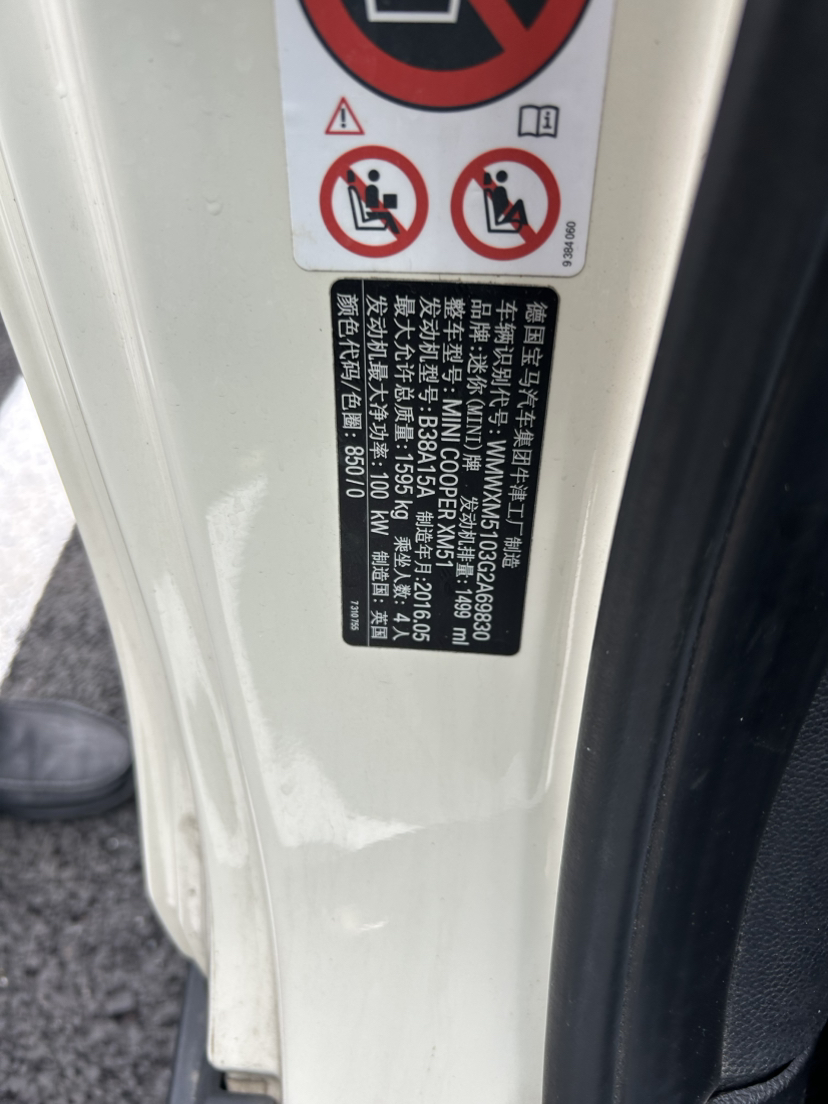 9 384 060
德国宝马汽车集团牛津工厂制造
车辆识别代号: WMWXM5103G2A69830
品牌:迷你(MINI)牌 发动机排量:1499 ml
整车型号: MINI COOPER XM51
发动机型号: B38A15A 制造年月:2016.05
最大允许总质量:1595 kg 乘坐人数: 4 人
发动机最大净功率: 100 kW 制造国: 英国
颜色代码/色圈: 850/0 7 310 755